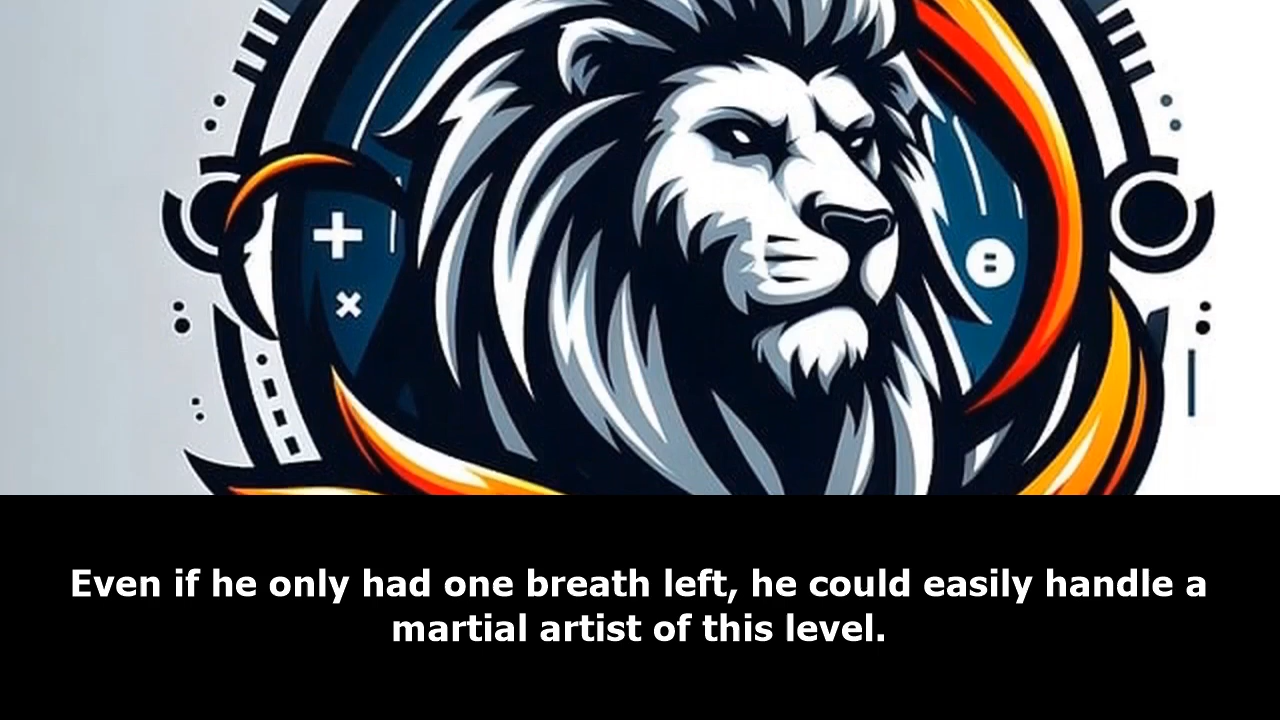 Even if he only had one breath left, he could easily handle a
martial artist of this level.